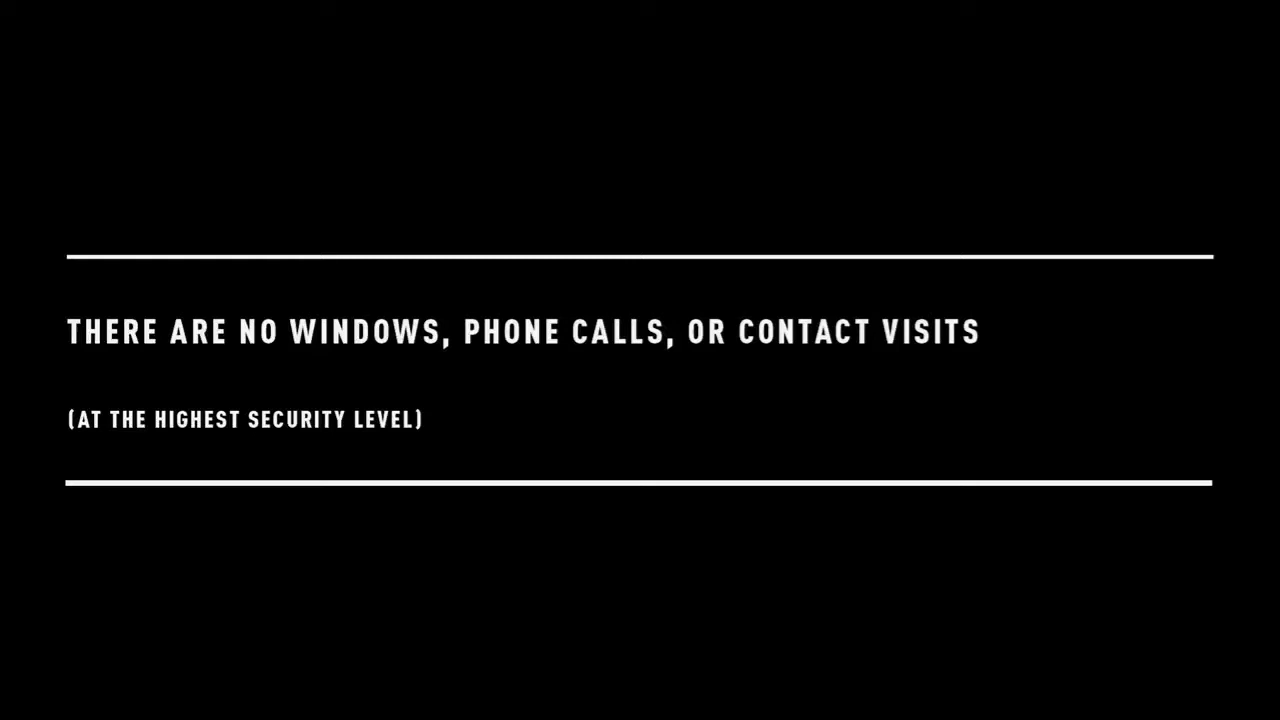 THERE ARE NO WINDOWS, PHONE CALLS, OR CONTACT VISITS
(AT THE HIGHEST SECURITY LEVEL)